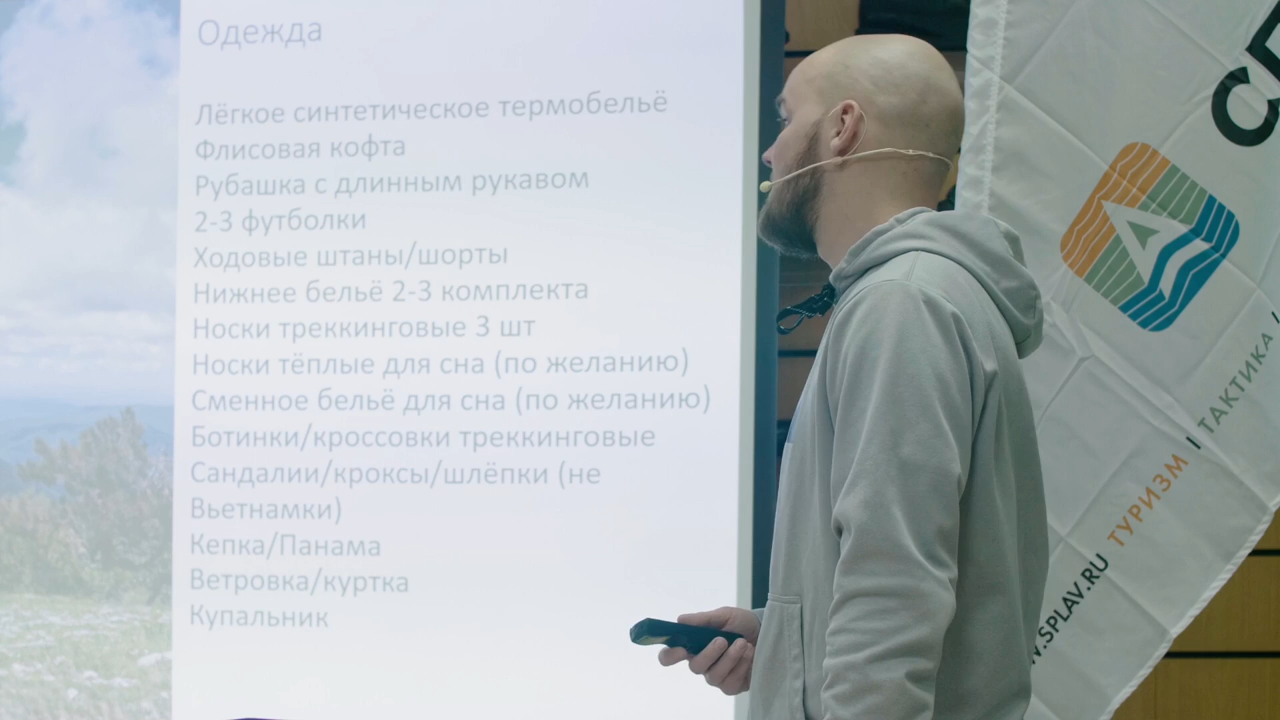 Одежда
Лёгкое синтетическое термобельё
Флисовая кофта
Рубашка с длинным рукавом
2-3 футболки
Ходовые штаны/шорты
Нижнее бельё 2-3 комплекта
Носки треккинговые 3 шт
Носки тёплые для сна (по желанию)
Сменное бельё для сна (по желанию)
Ботинки/кроссовки треккинговые
Сандалии/кроксы/шлёпки (не
Вьетнамки)
Кепка/Панама
Ветровка/куртка
Купальник
SPLAV.RU ТУРИЗМ | ТАКТИКА |